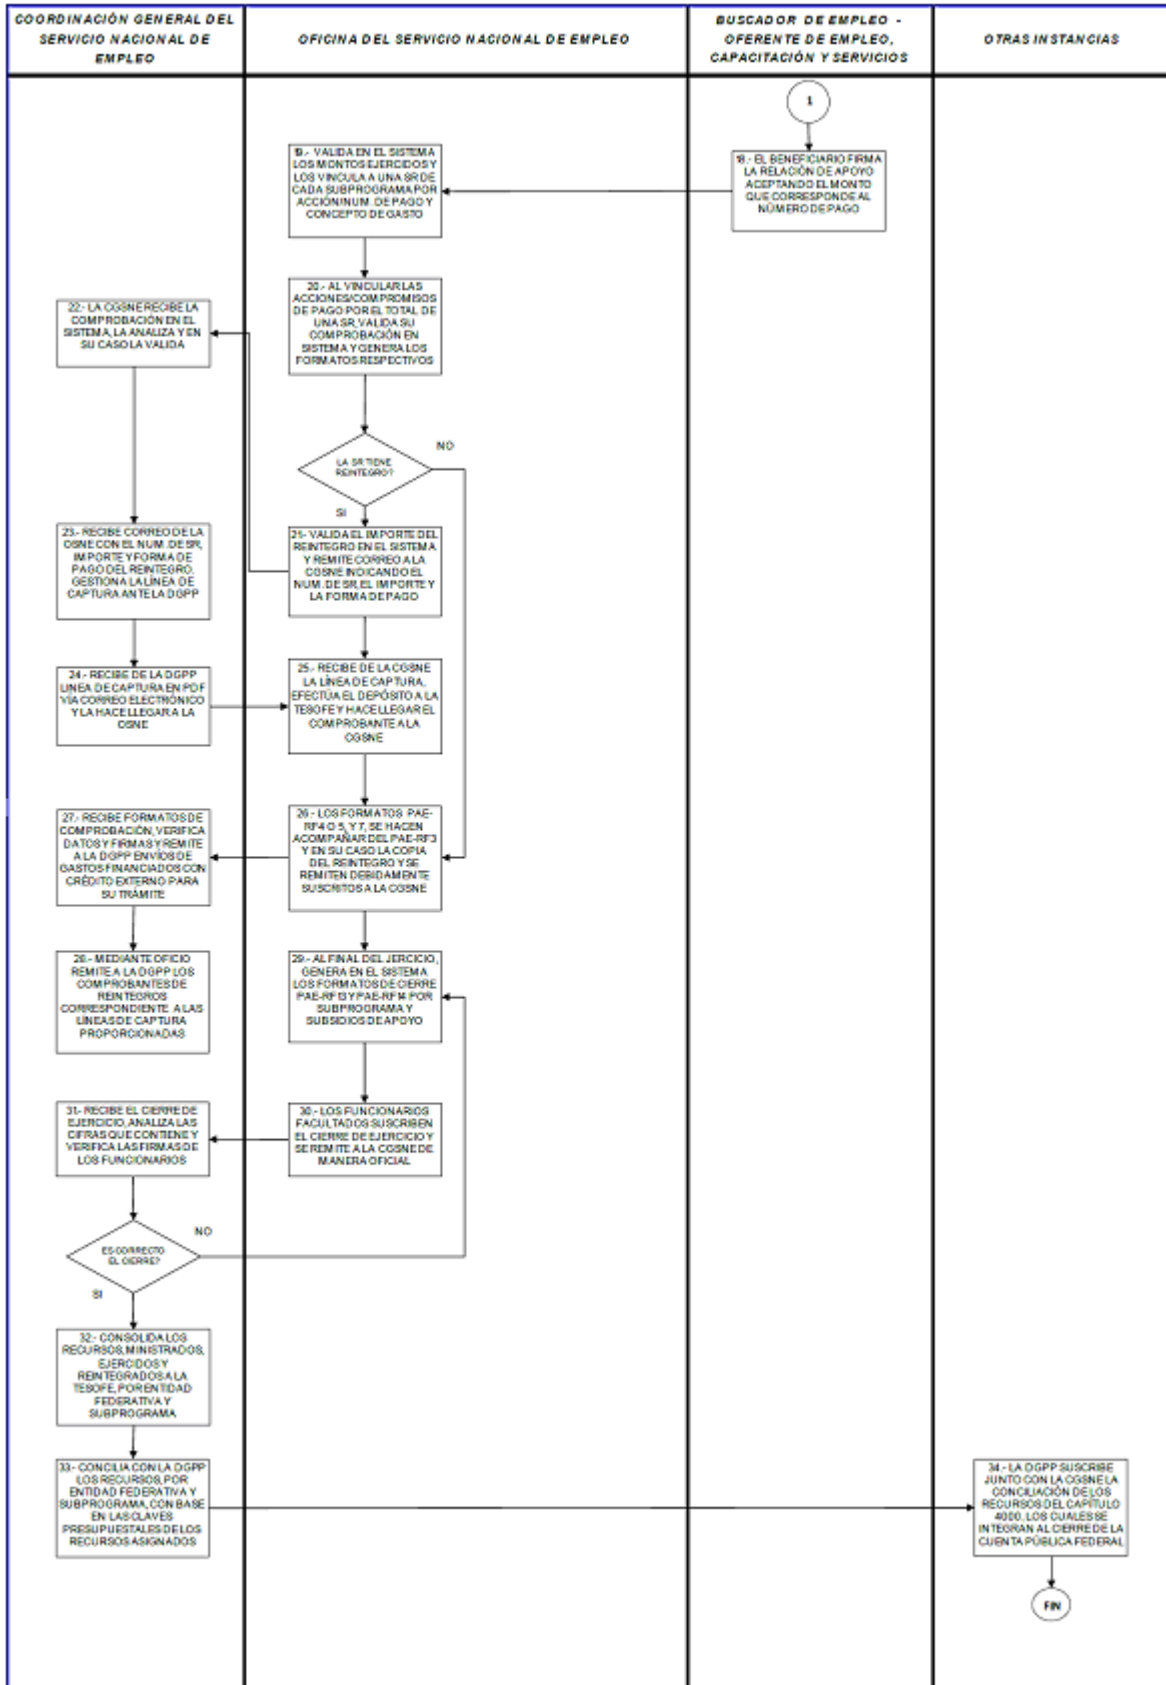 COORDINACIÓN GENERAL DEL
SERVICIO NACIONAL DE
EMPLEO
OFICINA DEL SERVICIO NACIONAL DE EMPLEO
BUSCADOR DE EMPLEO -
OFERENTE DE EMPLEO,
CAPACITACIÓN Y SERVICIOS
OTRAS INSTANCIAS
1
18.- EL BENEFICIARIO FIRMA
LA RELACIÓN DE APOYO
ACEPTANDO EL MONTO
QUE CORRESPONDE AL
NÚMERO DE PAGO
19.- VALIDA EN EL SISTEMA
LOS MONTOS EJERCIDOS Y
LOS VINCULA A UNA SR DE
CADA SUBPROGRAMA POR
ACCIÓN/NUM. DE PAGO Y
CONCEPTO DE GASTO
20.- AL VINCULAR LAS
ACCIONES/COMPROMISOS
DE PAGO POR EL TOTAL DE
UNA SR, VALIDA SU
COMPROBACIÓN EN
SISTEMA Y GENERA LOS
FORMATOS RESPECTIVOS
22.- LA CGSNE RECIBE LA
COMPROBACIÓN EN EL
SISTEMA, LA ANALIZA Y EN
SU CASO LA VALIDA
LA SR TIENE
REINTEGRO?
NO
SI
21- VALIDA EL IMPORTE DEL
REINTEGRO EN EL SISTEMA
Y REMITE CORREO A LA
CGSNE INDICANDO EL
NUM. DE SR, EL IMPORTE Y
LA FORMA DE PAGO
23.- RECIBE CORREO DE LA
OSNE CON EL NUM. DE SR,
IMPORTE Y FORMA DE
PAGO DEL REINTEGRO.
GESTIONA LA LÍNEA DE
CAPTURA ANTE LA DGPP
24.- RECIBE DE LA DGPP
LINEA DE CAPTURA EN PDF
VÍA CORREO ELECTRÓNICO
Y LA HACE LLEGAR A LA
OSNE
25.- RECIBE DE LA CGSNE
LA LÍNEA DE CAPTURA,
EFECTÚA EL DEPÓSITO A LA
TESOFE Y HACE LLEGAR EL
COMPROBANTE A LA
CGSNE
26.- LOS FORMATOS PAE-
RF4 O 5, Y 7, SE HACEN
ACOMPAÑAR DEL PAE-RF3
Y EN SU CASO LA COPIA
DEL REINTEGRO Y SE
REMITEN DEBIDAMENTE
SUSCRITOS A LA CGSNE
27.- RECIBE FORMATOS DE
COMPROBACIÓN, VERIFICA
DATOS Y FIRMAS Y REMITE
A LA DGPP ENVÍOS DE
GASTOS FINANCIADOS CON
CRÉDITO EXTERNO PARA
SU TRÁMITE
28.- MEDIANTE OFICIO
REMITE A LA DGPP LOS
COMPROBANTES DE
REINTEGROS
CORRESPONDIENTE A LAS
LÍNEAS DE CAPTURA
PROPORCIONADAS
29.- AL FINAL DEL JERCICIO,
GENERA EN EL SISTEMA
LOS FORMATOS DE CIERRE
PAE-RF13 Y PAE-RF14 POR
SUBPROGRAMA Y
SUBSIDIOS DE APOYO
30.- LOS FUNCIONARIOS
FACULTADOS SUSCRIBEN
EL CIERRE DE EJERCICIO Y
SE REMITE A LA CGSNE DE
MANERA OFICIAL
31.- RECIBE EL CIERRE DE
EJERCICIO, ANALIZA LAS
CIFRAS QUE CONTIENE Y
VERIFICA LAS FIRMAS DE
LOS FUNCIONARIOS
ES CORRECTO
EL CIERRE?
NO
SI
32.- CONSOLIDA LOS
RECURSOS, MINISTRADOS,
EJERCIDOS Y
REINTEGRADOS A LA
TESOFE, POR ENTIDAD
FEDERATIVA Y
SUBPROGRAMA
33.- CONCILIA CON LA DGPP
LOS RECURSOS, POR
ENTIDAD FEDERATIVA Y
SUBPROGRAMA, CON BASE
EN LAS CLAVES
PRESUPUESTALES DE LOS
RECURSOS ASIGNADOS
34.- LA DGPP SUSCRIBE
JUNTO CON LA CGSNE LA
CONCILIACIÓN DE LOS
RECURSOS DEL CAPÍTULO
4000, LOS CUALES SE
INTEGRAN AL CIERRE DE LA
CUENTA PÚBLICA FEDERAL
FIN